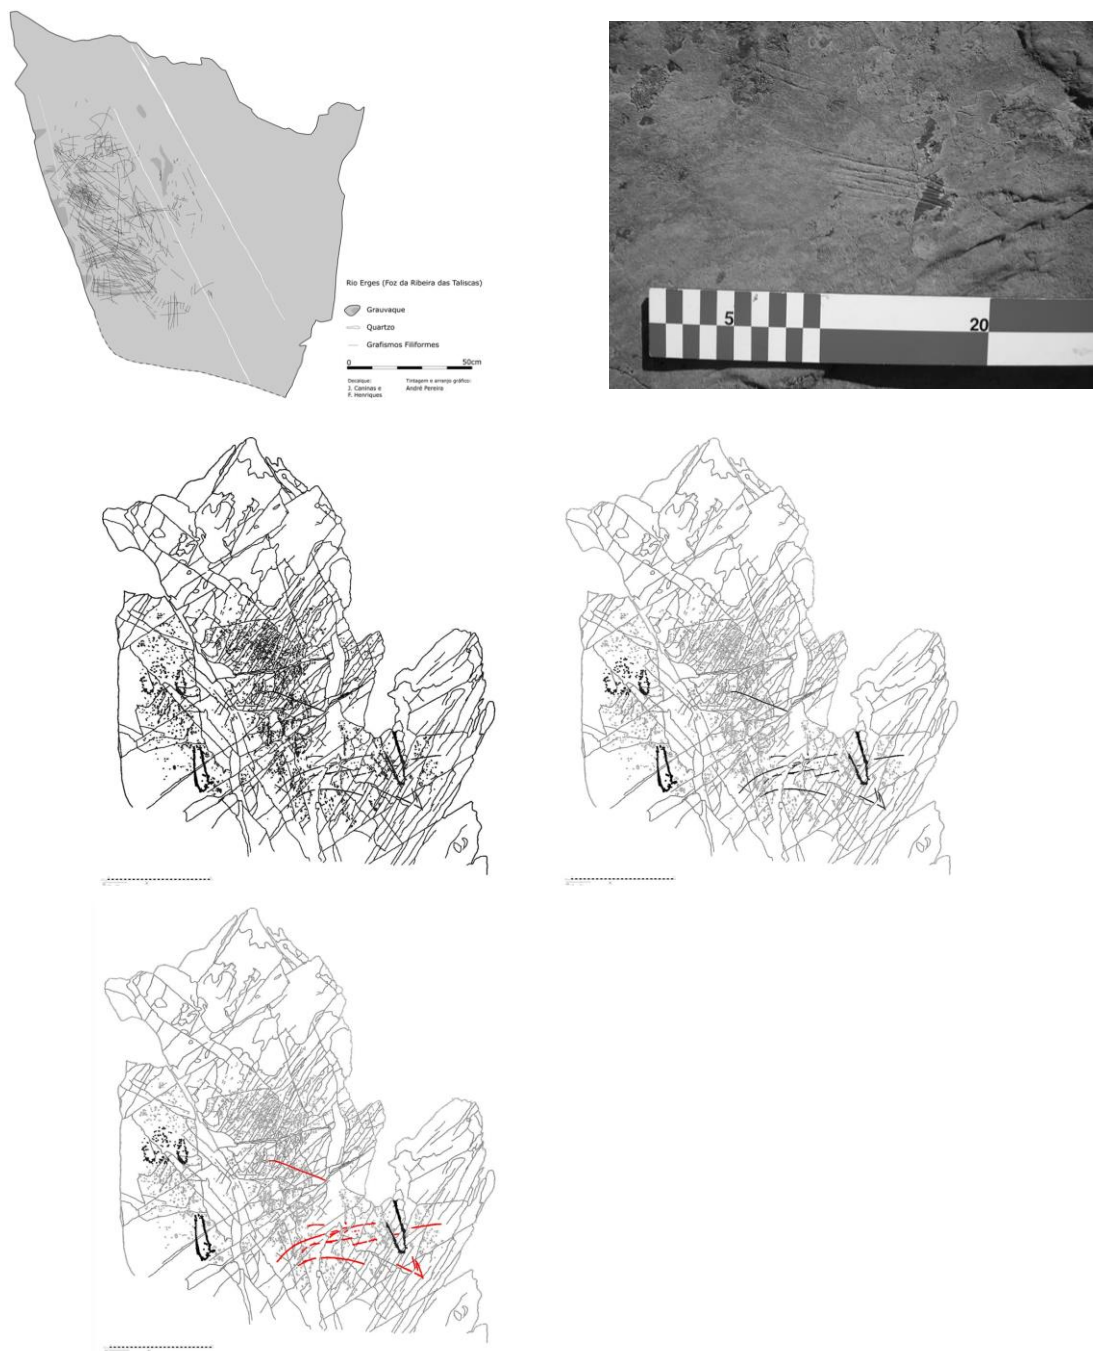 Rio Erges (Foz da Ribeira das Taliscas)
Grauvaque
Quartzo
Grafismos Filiformes
0 50cm
Decalque: Tintagem e arranjo gráfico:
J. Caninas e André Pereira
F. Henriques
5
20